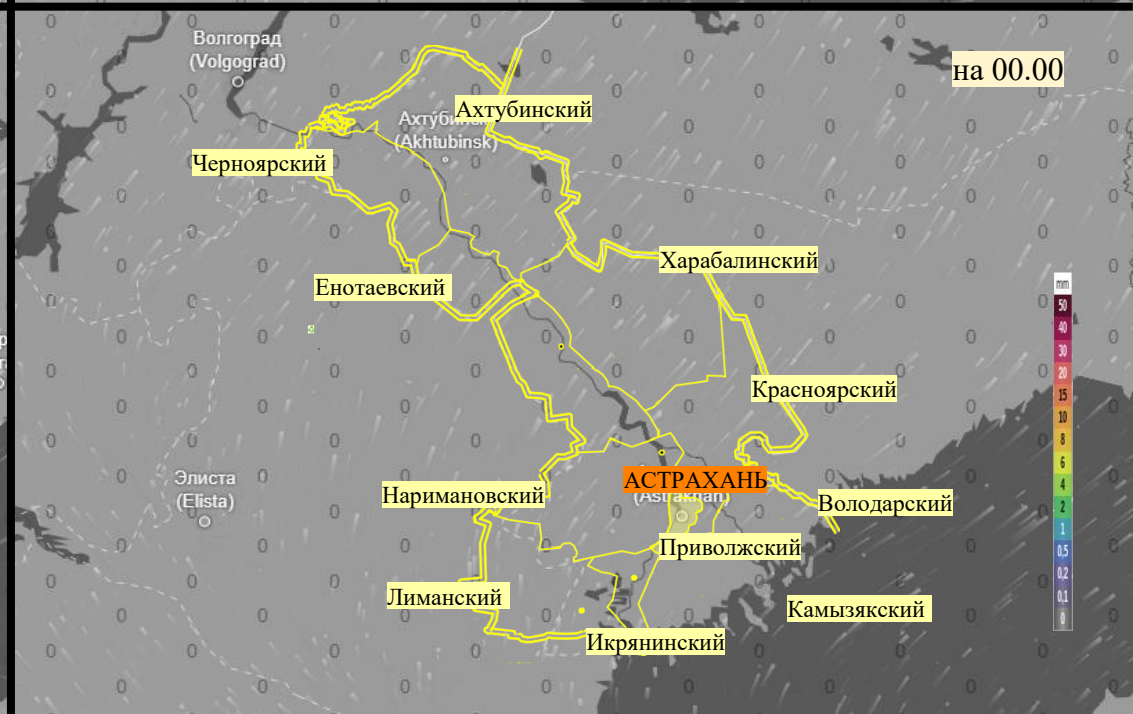 Волгоград
(Volgograd)
на 00.00
Ахтубинский
(Akhtubinsk)
Черноярский
Харабалинский
Енотаевский
mm
50
40
30
20
15
10
8
6
4
2
1
0,5
0,2
0,1
0
Красноярский
Элиста
(Elista)
АСТРАХАНЬ
(Astrakhan)
Наримановский
Володарский
Приволжский
Лиманский
Камызякский
Икрянинский